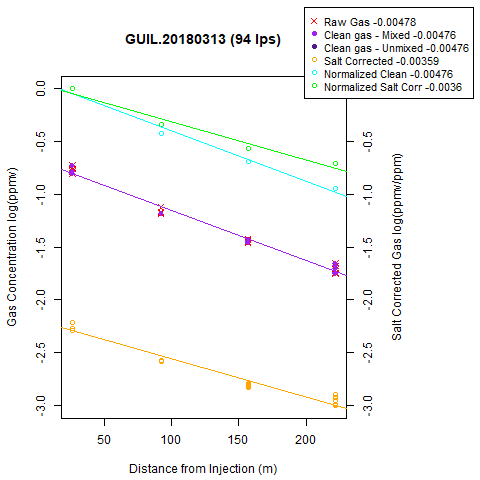 GUIL.20180313 (94 lps)
Raw Gas -0.00478
Clean gas - Mixed -0.00476
Clean gas - Unmixed -0.00476
Salt Corrected -0.00359
Normalized Clean -0.00476
Normalized Salt Corr -0.0036
Gas Concentration log(ppmv)
0.0
-0.5
-1.0
-1.5
-2.0
-2.5
-3.0
0.0
-0.5
-1.0
-1.5
-2.0
-2.5
-3.0
Salt Corrected Gas log(ppmv/ppm)
50 100 150 200
Distance from Injection (m)